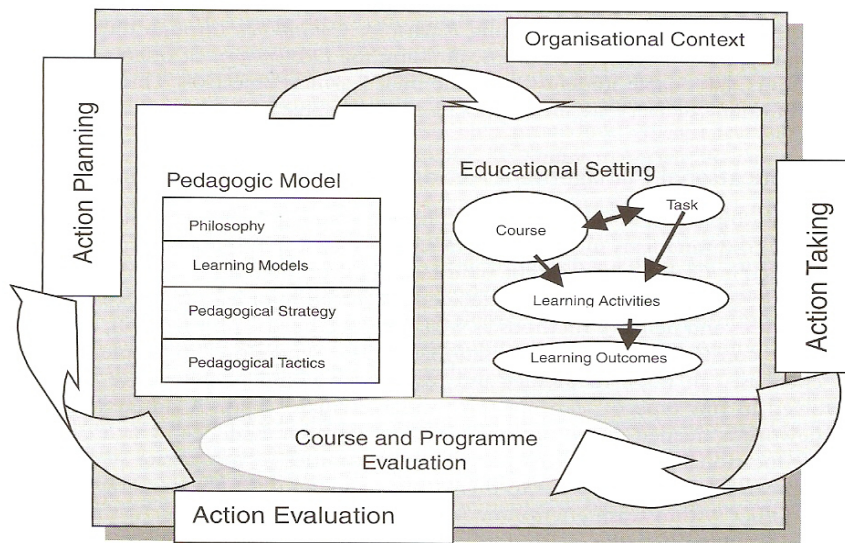 Organisational Context
Action Planning
Pedagogic Model
Philosophy
Learning Models
Pedagogical Strategy
Pedagogical Tactics
Educational Setting
Course
Task
Learning Activities
Learning Outcomes
Action Taking
Course and Programme
Evaluation
Action Evaluation